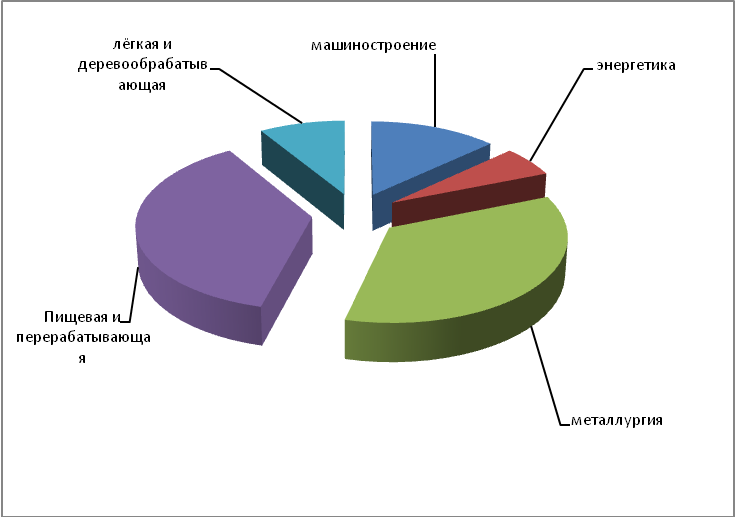 лёгкая и
деревообрабатыв
ающая
машиностроение
энергетика
Пищевая и
перерабатывающа
я
металлургия